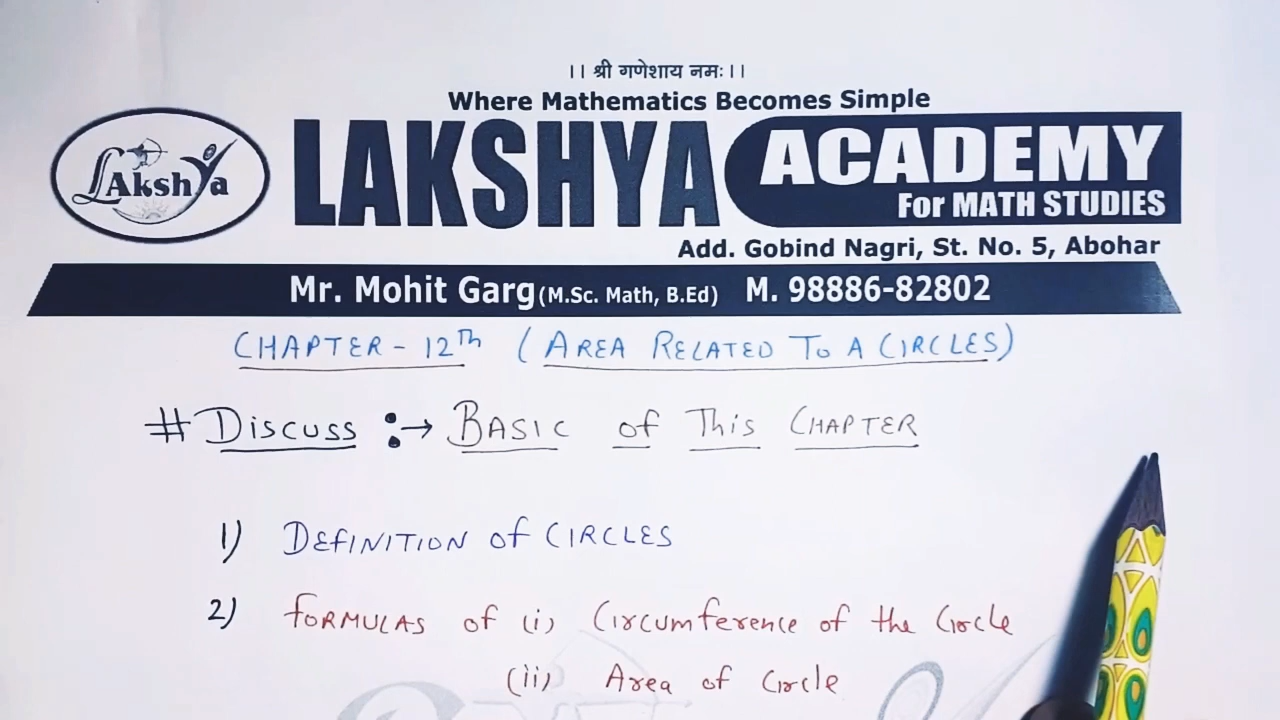 ।। श्री गणेशाय नमः ।।
Where Mathematics Becomes Simple
Lakshya
LAKSHYA ACADEMY
For MATH STUDIES
Add. Gobind Nagri, St. No. 5, Abohar
Mr. Mohit Garg (M.Sc. Math, B.Ed) M. 98886-82802
CHAPTER - 12Th (AREA RELATED To A CIRCLES)
# DISCUSS :→ BASIC of This CHAPTER
1) DEFINITION of CIRCLES
2) FORMULAS of (i) Circumference of the Circle
(ii) Area of Circle